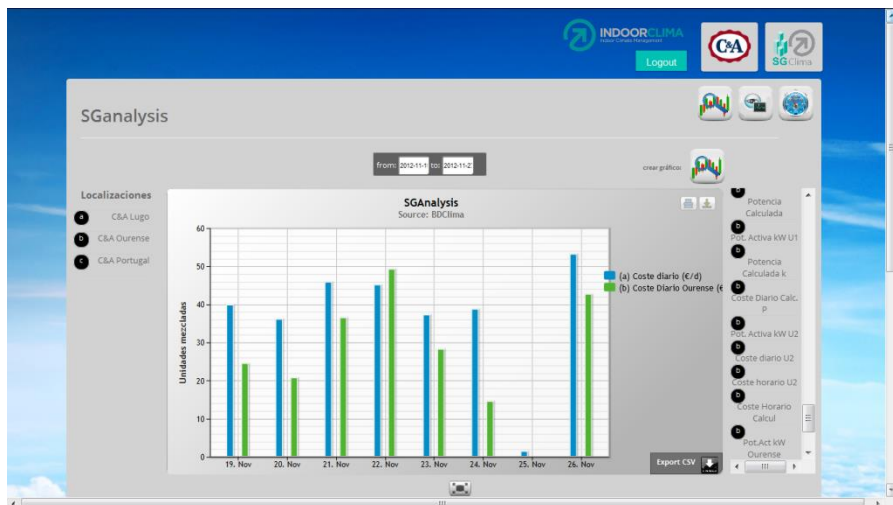 INDOORCLIMA
Indoor Climate Management
Logout
C&A
SGClima
SGanalysis
from: 2012-11-1 to: 2012-11-2
crear gráfico:
Localizaciones
a C&A Lugo
b C&A Ourense
c C&A Portugal
SGAnalysis
Source: BDClima
Unidades mezcladas
60
50
40
30
20
10
0
19. Nov 20. Nov 21. Nov 22. Nov 23. Nov 24. Nov 25. Nov 26. Nov
(a) Coste diario (€/d)
(b) Coste Diario Ourense (€
Export CSV
b
Potencia
Calculada
b
Pot. Activa kW U1
b
Potencia
Calculada k
b
Coste Diario Calc.
p
b
Pot. Activa kW U2
b
Coste diario U2
b
Coste horario U2
b
Coste Horario
Calcul
b
Pot.Act kW
Ourense